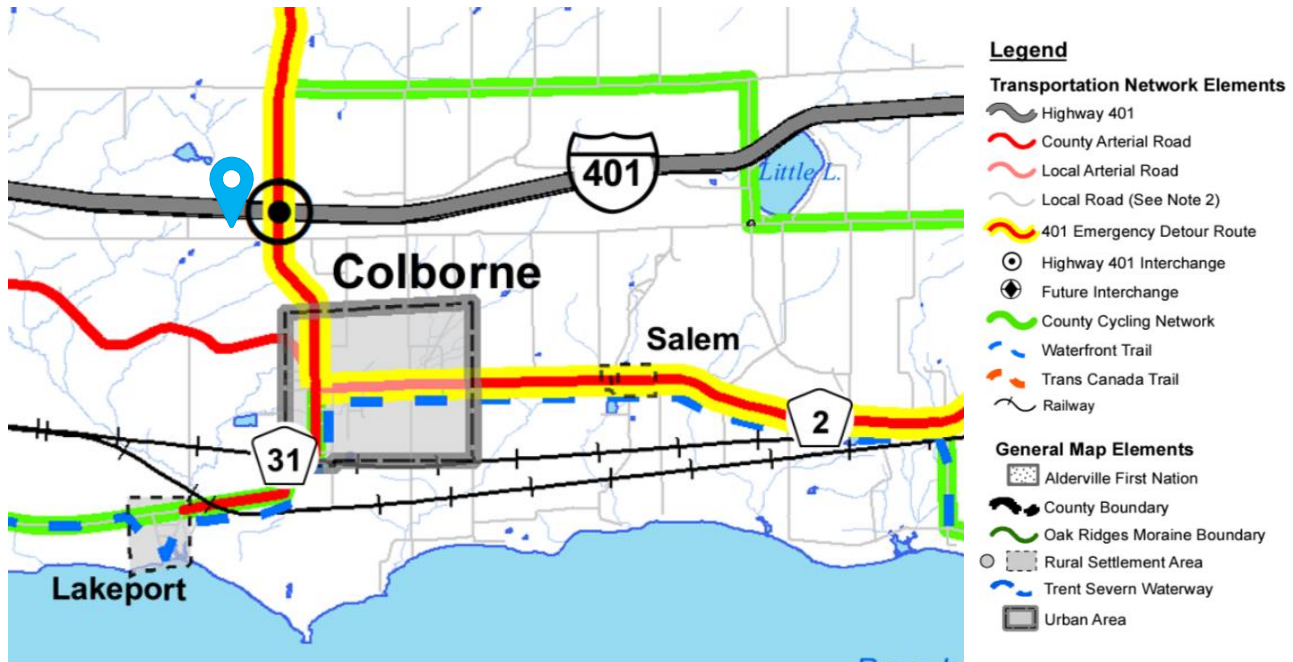 401
Little L.
Colborne
Salem
2
31
Lakeport
Legend
Transportation Network Elements
Highway 401
County Arterial Road
Local Arterial Road
Local Road (See Note 2)
401 Emergency Detour Route
Highway 401 Interchange
Future Interchange
County Cycling Network
Waterfront Trail
Trans Canada Trail
Railway
General Map Elements
Alderville First Nation
County Boundary
Oak Ridges Moraine Boundary
Rural Settlement Area
Trent Severn Waterway
Urban Area